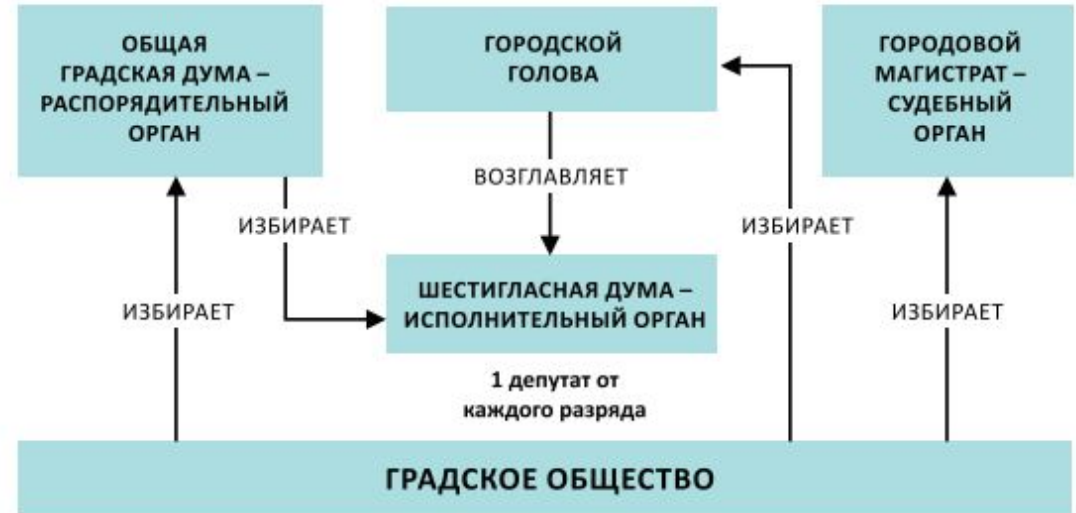 ОБЩАЯ
ГРАДСКАЯ ДУМА –
РАСПОРЯДИТЕЛЬНЫЙ
ОРГАН
ГОРОДСКОЙ
ГОЛОВА
ГОРОДОВОЙ
МАГИСТРАТ –
СУДЕБНЫЙ
ОРГАН
ВОЗГЛАВЛЯЕТ
ИЗБИРАЕТ
ИЗБИРАЕТ
ШЕСТИГЛАСНАЯ ДУМА –
ИСПОЛНИТЕЛЬНЫЙ ОРГАН
ИЗБИРАЕТ
ИЗБИРАЕТ
1 депутат от
каждого разряда
ГРАДСКОЕ ОБЩЕСТВО